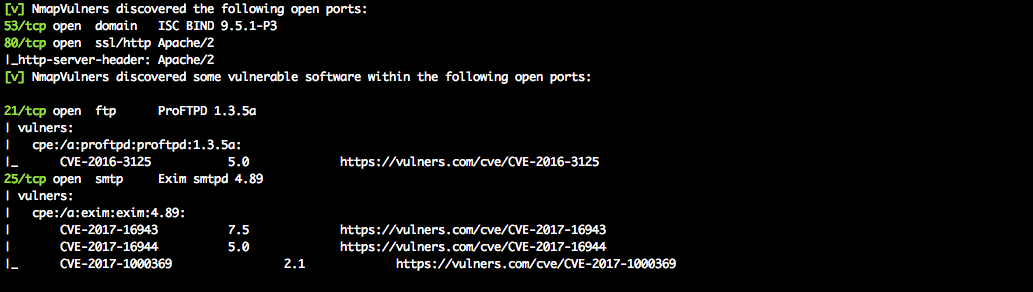 [v] NmapVulners discovered the following open ports:
53/tcp open  domain   ISC BIND 9.5.1-P3
80/tcp open  ssl/http Apache/2
|_http-server-header: Apache/2
[v] NmapVulners discovered some vulnerable software within the following open ports:

21/tcp open  ftp      ProFTPD 1.3.5a
| vulners:
|   cpe:/a:proftpd:proftpd:1.3.5a:
|_      CVE-2016-3125           5.0             https://vulners.com/cve/CVE-2016-3125
25/tcp open  smtp     Exim smtpd 4.89
| vulners:
|   cpe:/a:exim:exim:4.89:
|       CVE-2017-16943          7.5             https://vulners.com/cve/CVE-2017-16943
|       CVE-2017-16944          5.0             https://vulners.com/cve/CVE-2017-16944
|_      CVE-2017-1000369                2.1             https://vulners.com/cve/CVE-2017-1000369